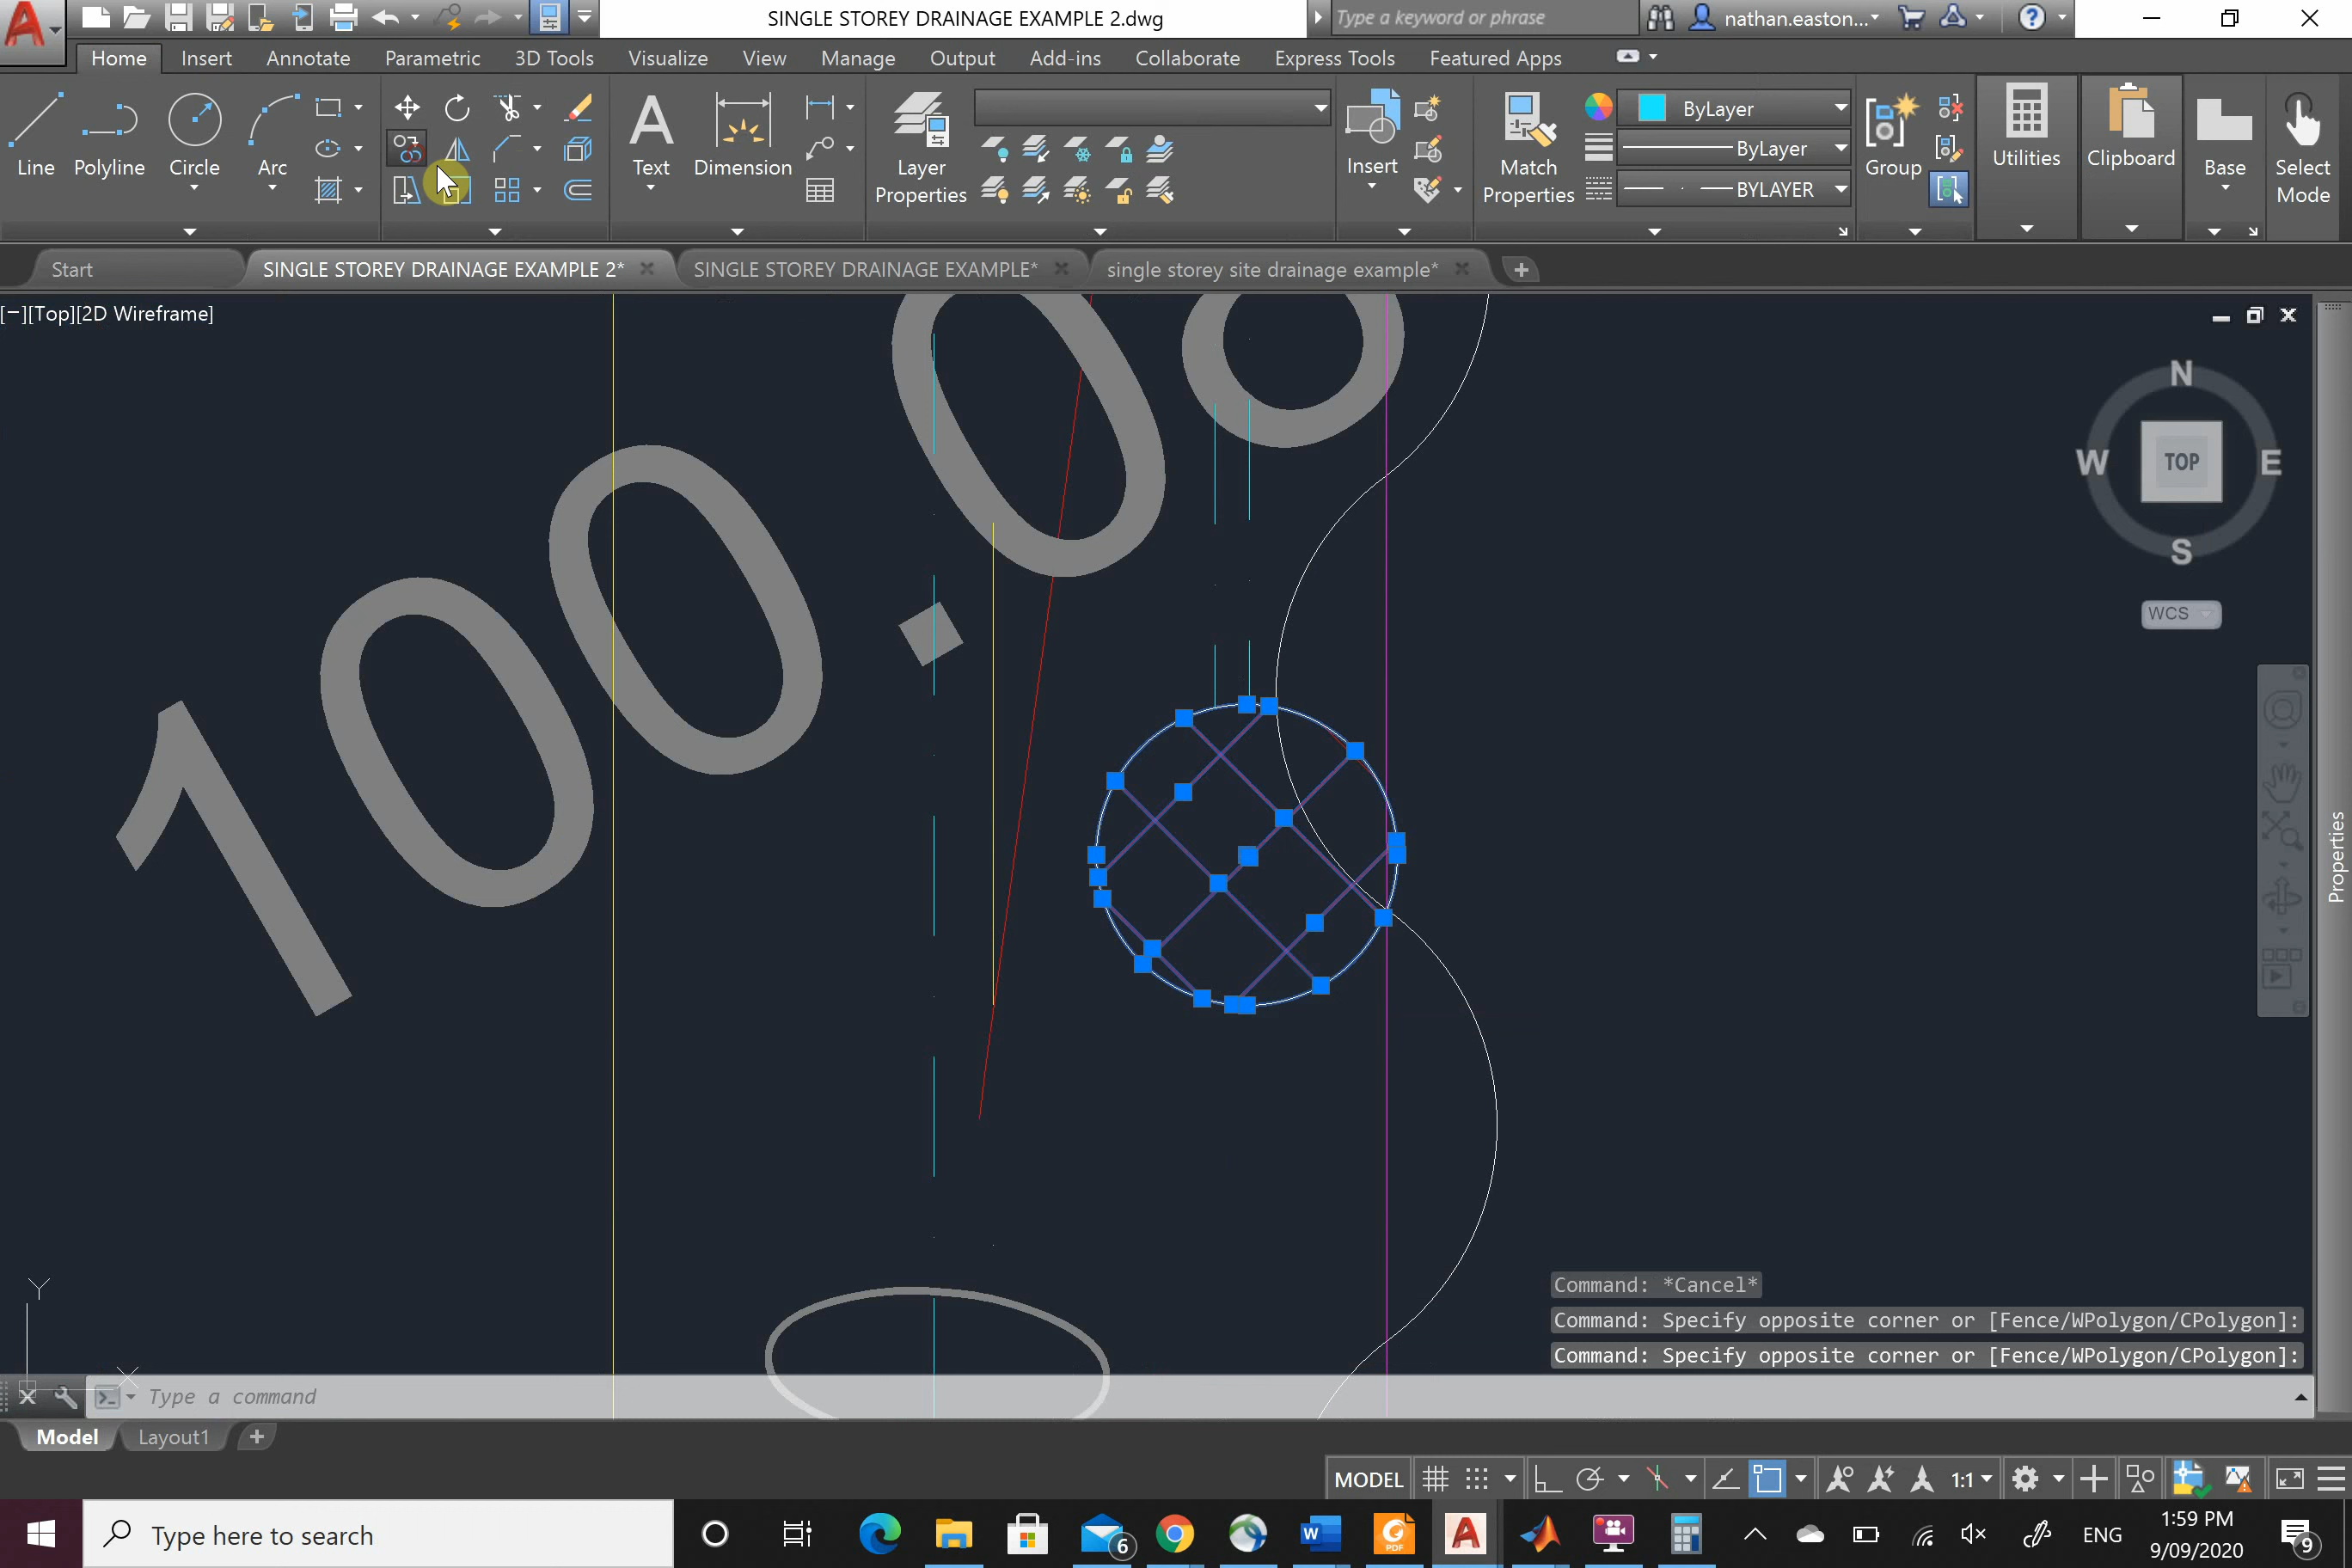 SINGLE STOREY DRAINAGE EXAMPLE 2.dwg
Type a keyword or phrase
nathan.easton...
Home Insert Annotate Parametric 3D Tools Visualize View Manage Output Add-ins Collaborate Express Tools Featured Apps
Line Polyline Circle Arc
Text Dimension
Layer
Properties
Insert
Match
Properties
ByLayer
ByLayer
BYLAYER
Group
Utilities
Clipboard
Base
Select
Mode
Start
SINGLE STOREY DRAINAGE EXAMPLE 2*
SINGLE STOREY DRAINAGE EXAMPLE*
single storey site drainage example*
[−][Top][2D Wireframe]
N
W TOP E
S
WCS
100.0
Properties
Y
X
Command: *Cancel*
Command: Specify opposite corner or [Fence/WPolygon/CPolygon]:
Command: Specify opposite corner or [Fence/WPolygon/CPolygon]:
Type a command
Model Layout1
MODEL
1:1
Type here to search
6
PDF
ENG
1:59 PM
9/09/2020
9